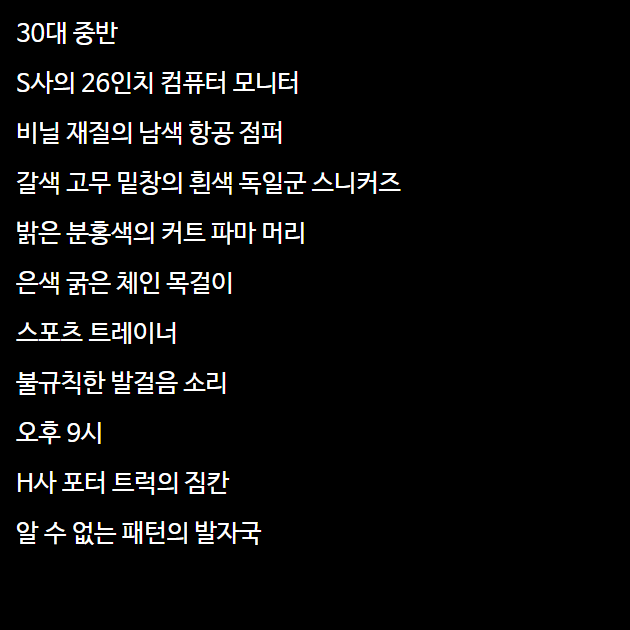 30대 중반
S사의 26인치 컴퓨터 모니터
비닐 재질의 남색 항공 점퍼
갈색 고무 밑창의 흰색 독일군 스니커즈
밝은 분홍색의 커트 파마 머리
은색 굵은 체인 목걸이
스포츠 트레이너
불규칙한 발걸음 소리
오후 9시
H사 포터 트럭의 짐칸
알 수 없는 패턴의 발자국